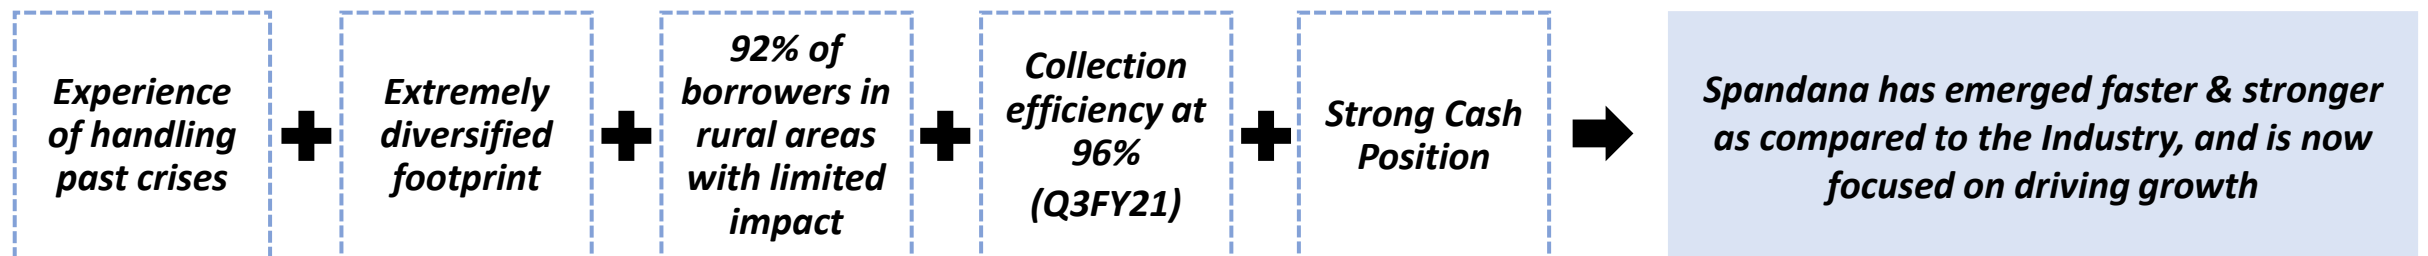 Experience
of handling
past crises
Extremely
diversified
footprint
92% of
borrowers in
rural areas
with limited
impact
Collection
efficiency at
96%
(Q3FY21)
Strong Cash
Position
Spandana has emerged faster & stronger
as compared to the Industry, and is now
focused on driving growth